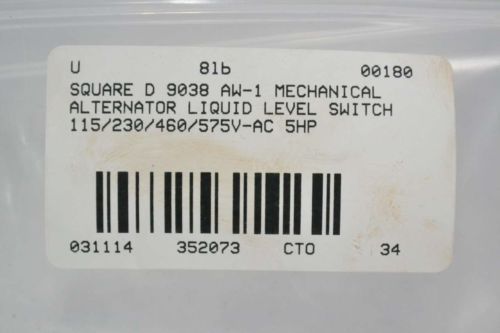 U 8lb 00180
SQUARE D 9038 AW-1 MECHANICAL
ALTERNATOR LIQUID LEVEL SWITCH
115/230/460/575V-AC 5HP
031114 352073 CTO 34